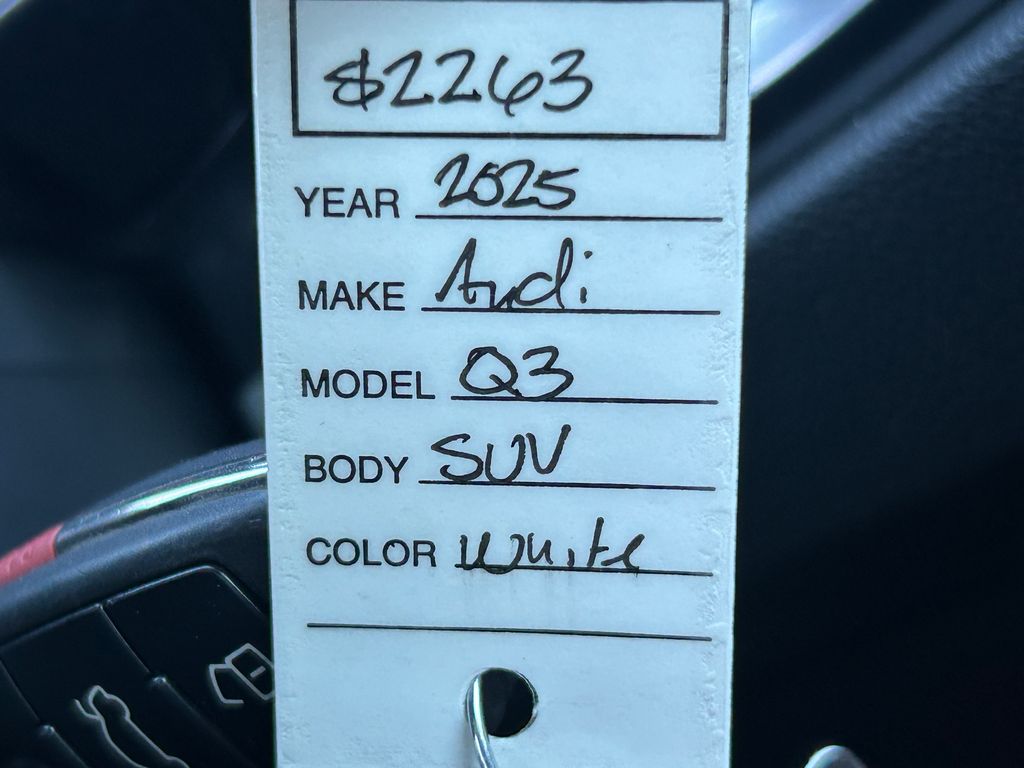 $2263
YEAR 2025
MAKE Audi
MODEL Q3
BODY SUV
COLOR White